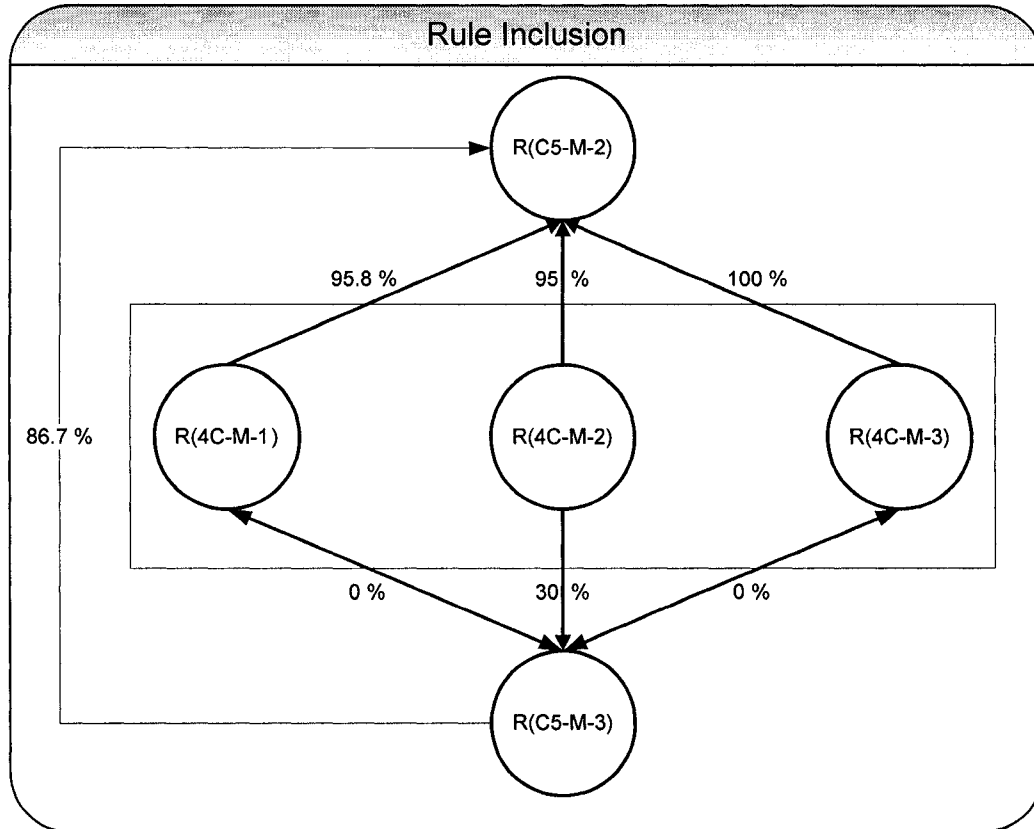 Rule Inclusion
R(C5-M-2)
95.8 %
95 %
100 %
R(4C-M-1)
R(4C-M-2)
R(4C-M-3)
86.7 %
0 %
30 %
0 %
R(C5-M-3)